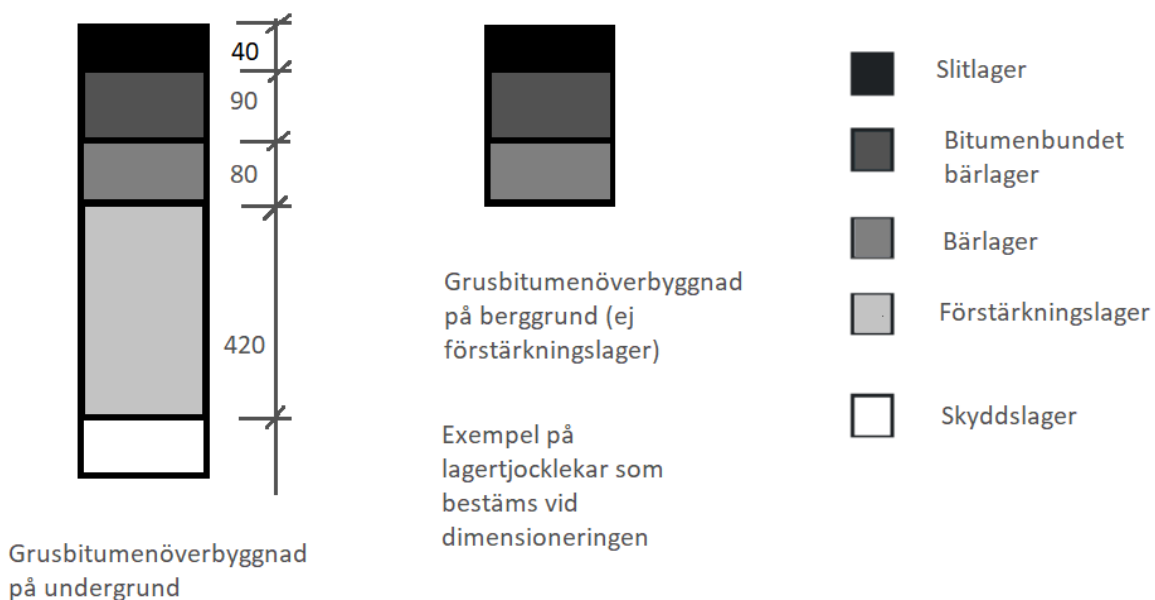 40
90
80
420
Grusbitumenöverbyggnad
på undergrund
Grusbitumenöverbyggnad
på berggrund (ej
förstärkningslager)
Exempel på
lagertjocklekar som
bestäms vid
dimensioneringen
Slitlager
Bitumenbundet
bärlager
Bärlager
Förstärkningslager
Skyddslager